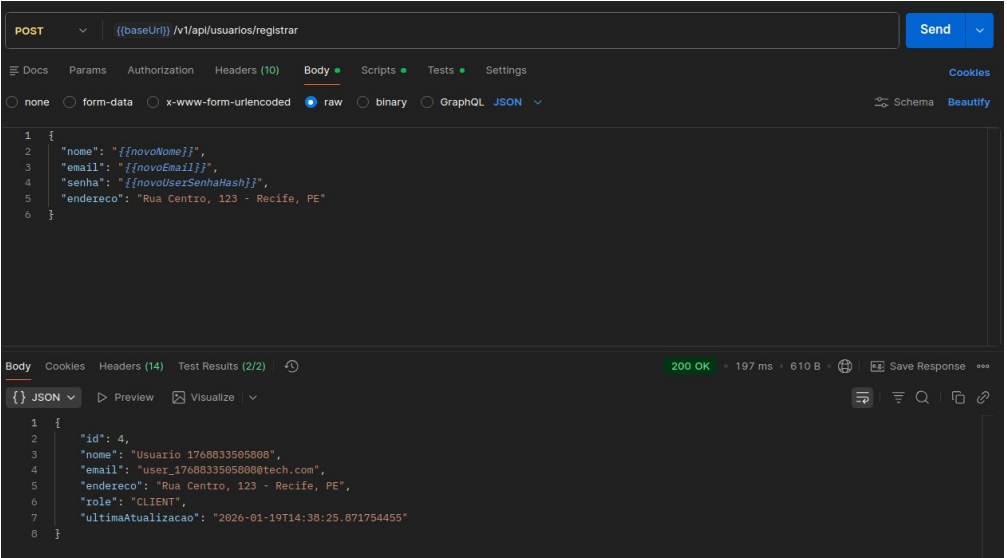 POST {{baseUrl}} /v1/api/usuarios/registrar Send
Docs Params Authorization Headers (10) Body Scripts Tests Settings Cookies
none form-data x-www-form-urlencoded raw binary GraphQL JSON Schema Beautify
1 {
2 "nome": "{{novoNome}}",
3 "email": "{{novoEmail}}",
4 "senha": "{{novoUserSenhaHash}}",
5 "endereco": "Rua Centro, 123 - Recife, PE"
6 }
Body Cookies Headers (14) Test Results (2/2) 200 OK 197 ms 610 B e.g. Save Response
{} JSON Preview Visualize
1 {
2 "id": 4,
3 "nome": "Usuario 1768833505808",
4 "email": "user_1768833505808@tech.com",
5 "endereco": "Rua Centro, 123 - Recife, PE",
6 "role": "CLIENT",
7 "ultimaAtualizacao": "2026-01-19T14:38:25.871754455"
8 }